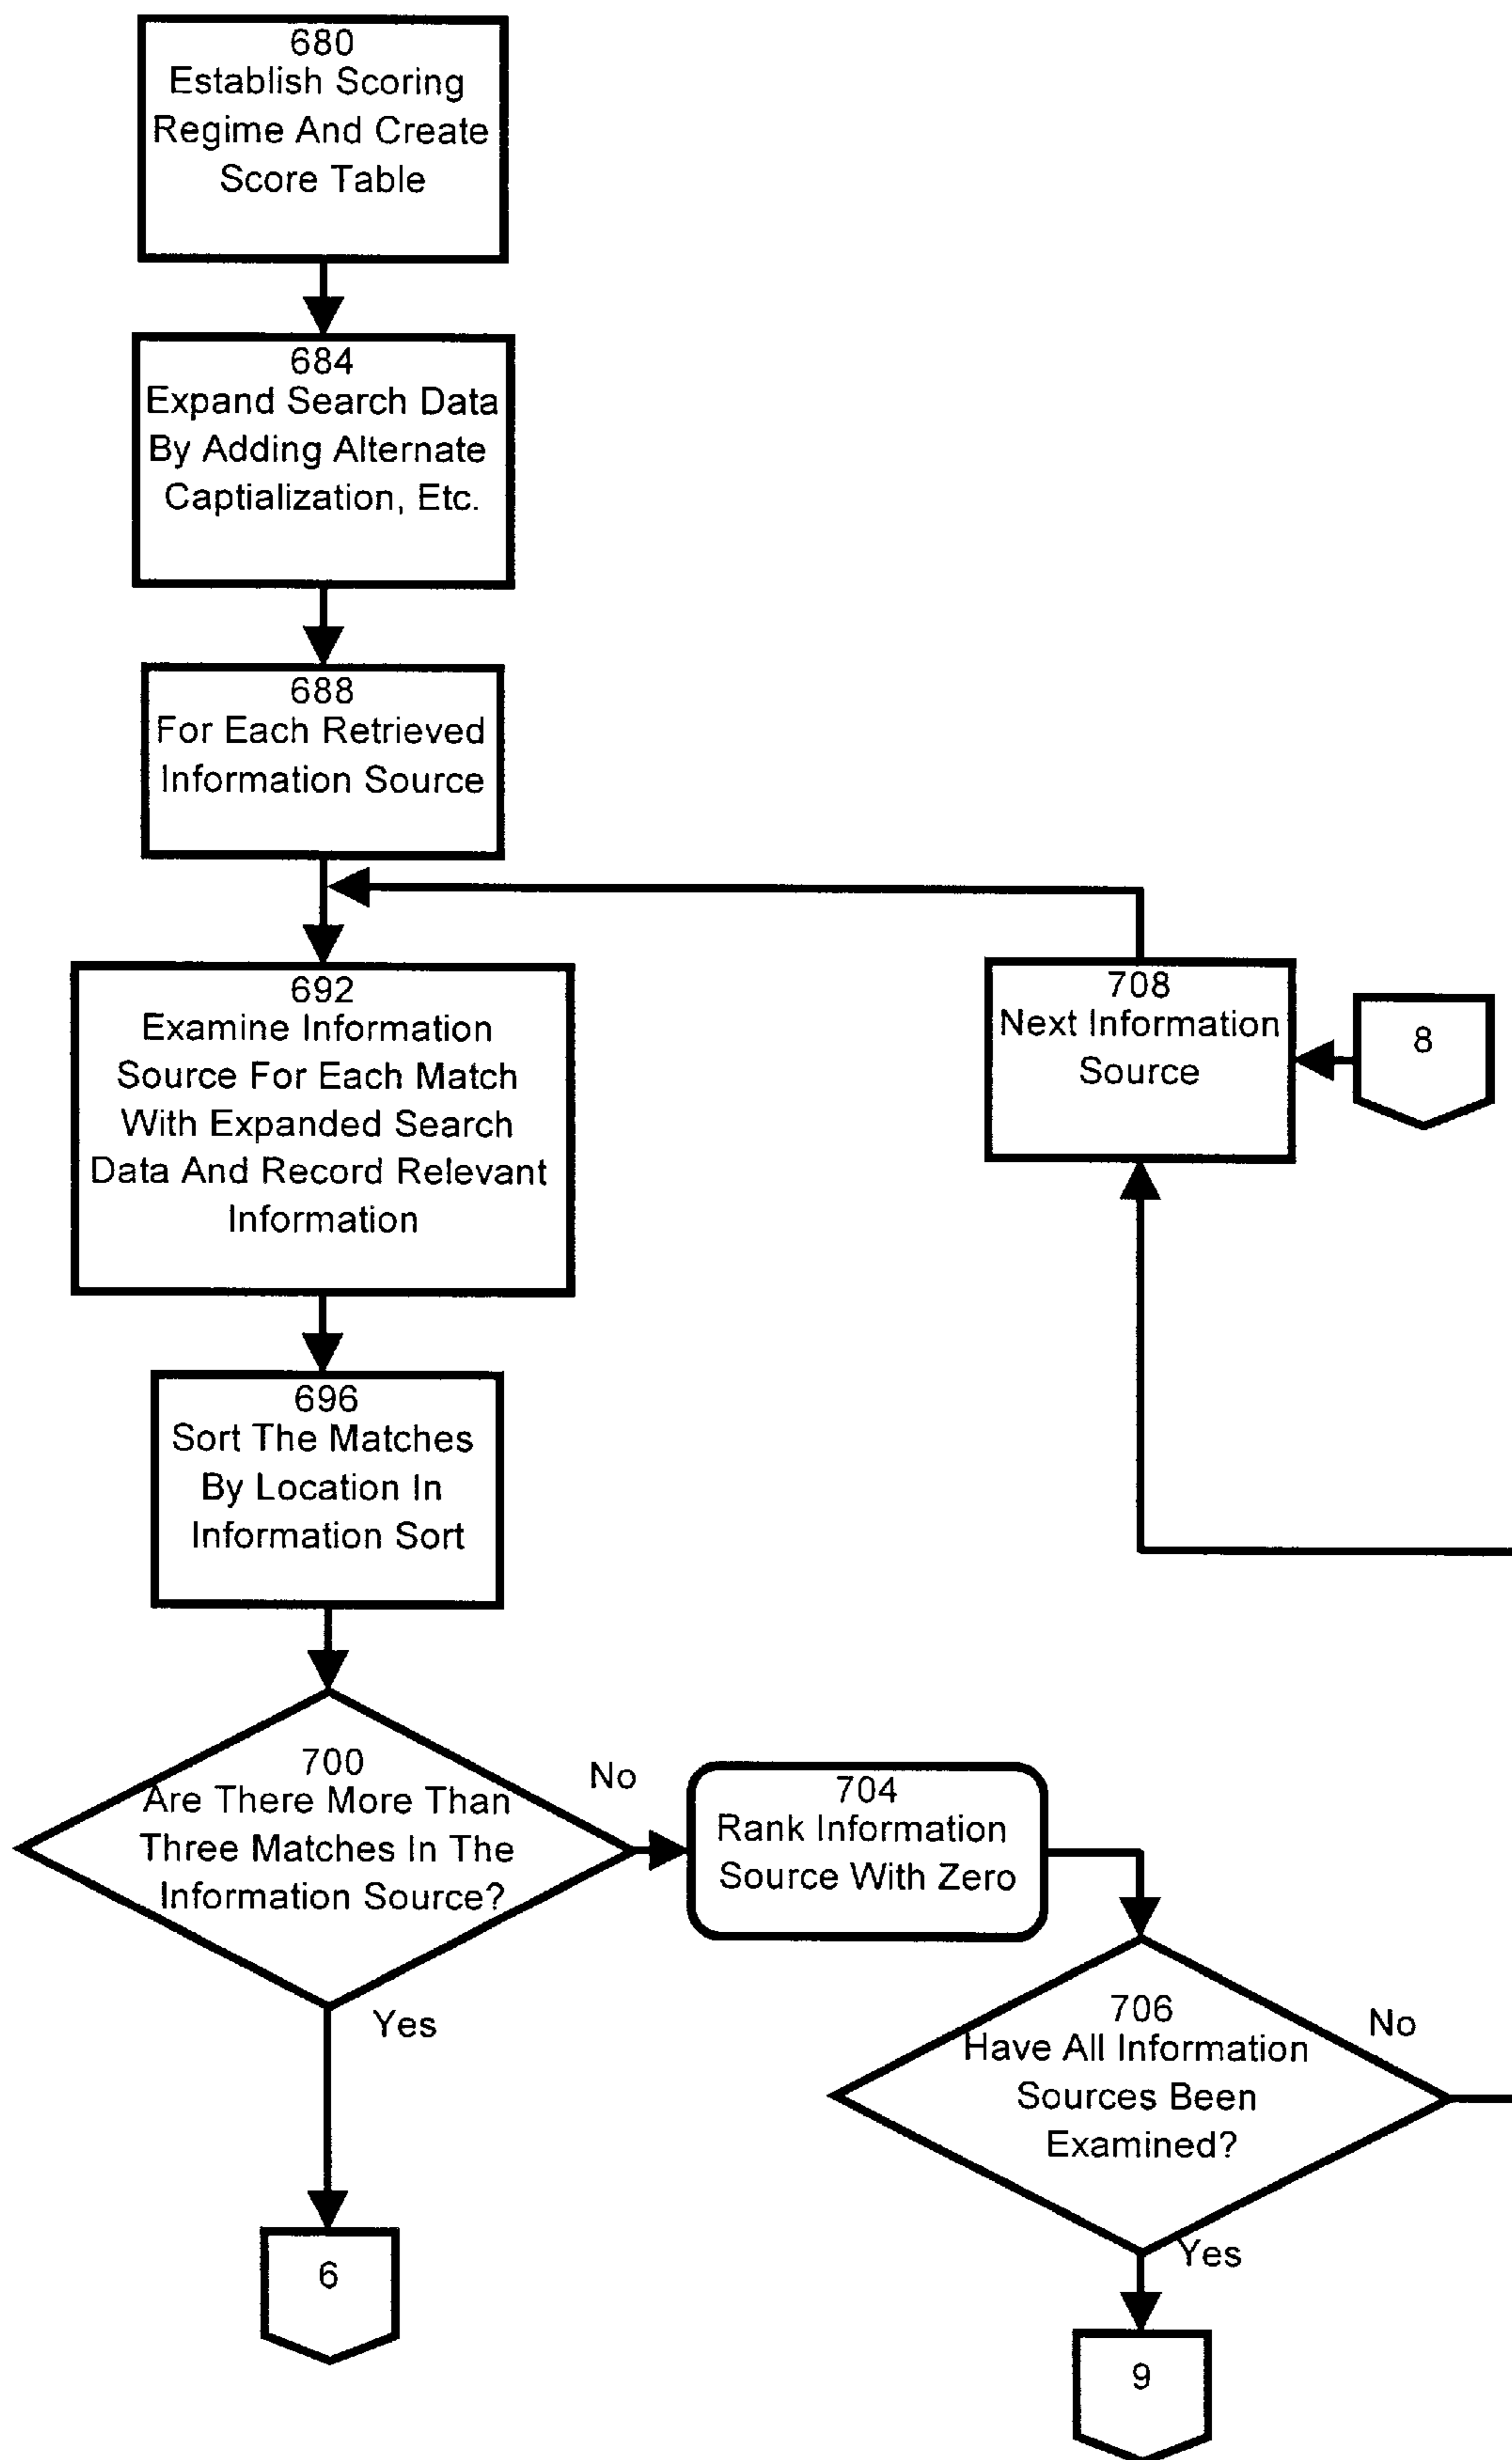 680
Establish Scoring
Regime And Create
Score Table
684
Expand Search Data
By Adding Alternate
Captialization, Etc.
688
For Each Retrieved
Information Source
692
Examine Information
Source For Each Match
With Expanded Search
Data And Record Relevant
Information
708
Next Information
Source
8
696
Sort The Matches
By Location In
Information Sort
700
Are There More Than
Three Matches In The
Information Source?
No
Yes
704
Rank Information
Source With Zero
706
Have All Information
Sources Been
Examined?
No
Yes
6
9